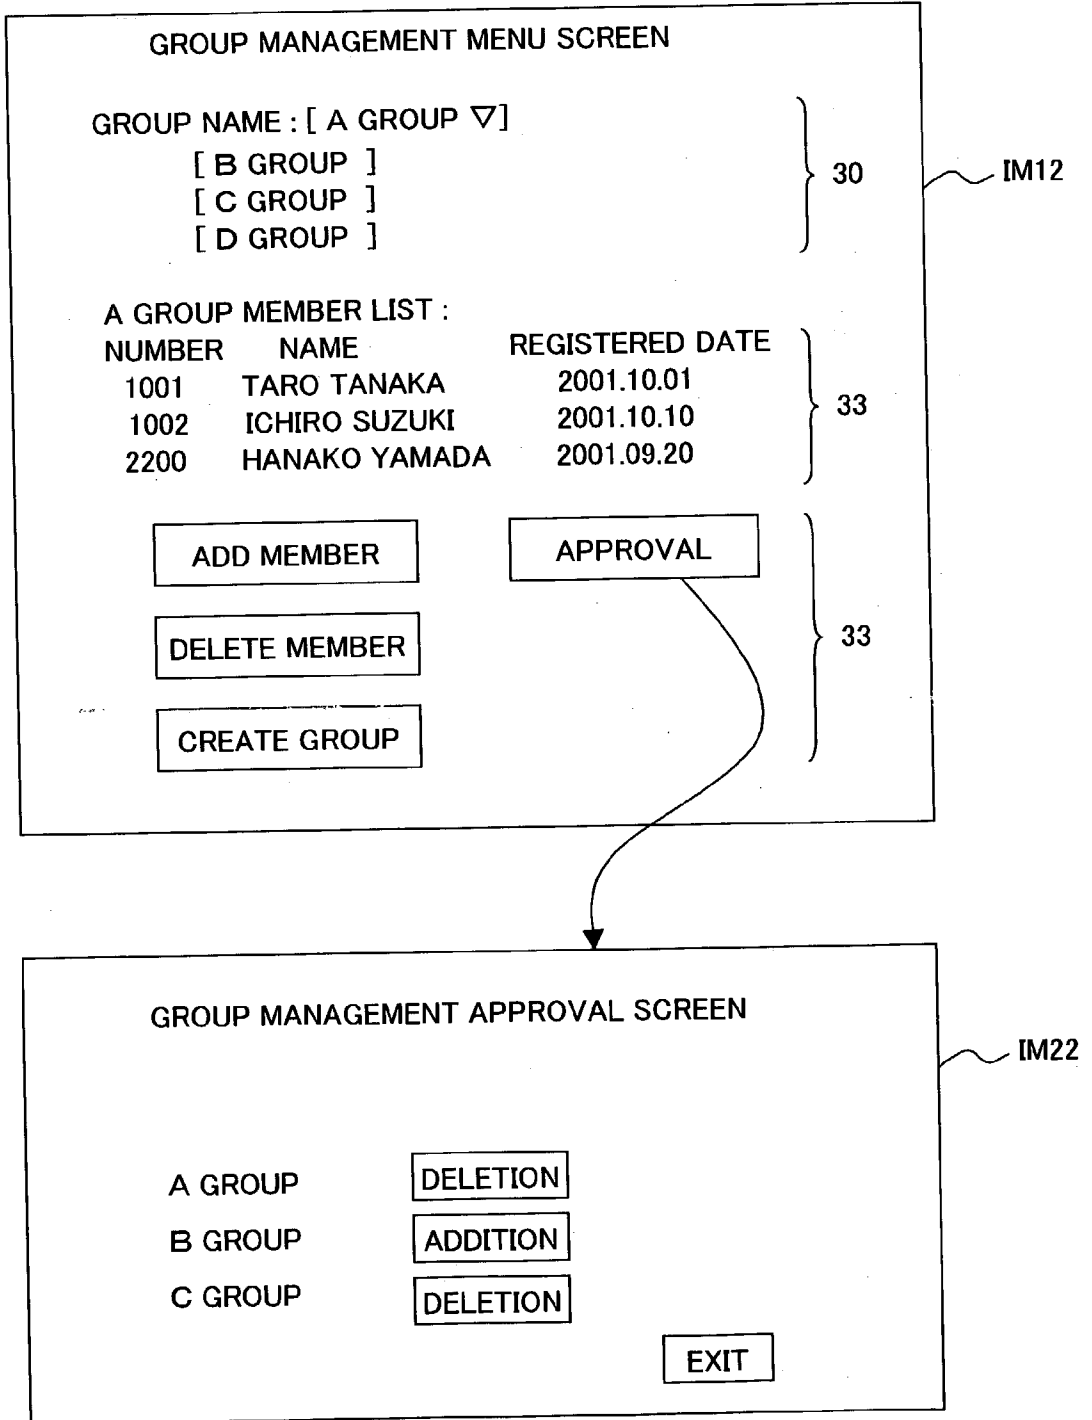 GROUP MANAGEMENT MENU SCREEN
GROUP NAME : [ A GROUP ▽]
[ B GROUP ]
[ C GROUP ]
[ D GROUP ]
30
IM12
A GROUP MEMBER LIST :
NUMBER NAME REGISTERED DATE
1001 TARO TANAKA 2001.10.01
1002 ICHIRO SUZUKI 2001.10.10
2200 HANAKO YAMADA 2001.09.20
33
ADD MEMBER APPROVAL
DELETE MEMBER
33
CREATE GROUP
GROUP MANAGEMENT APPROVAL SCREEN
IM22
A GROUP DELETION
B GROUP ADDITION
C GROUP DELETION
EXIT